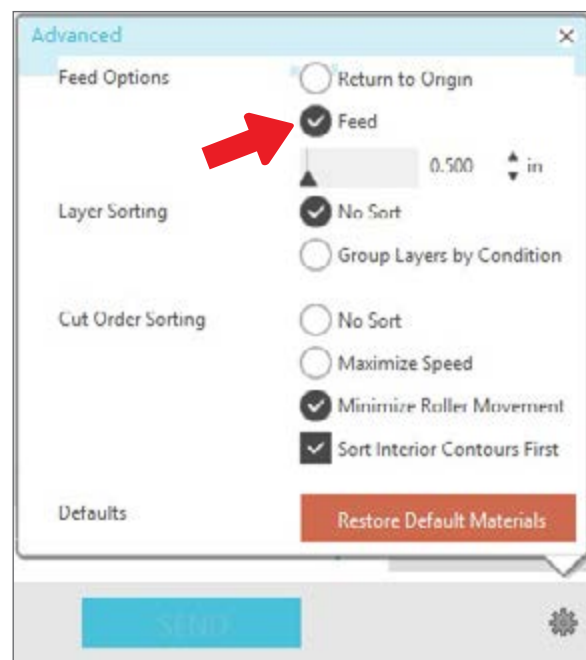 Advanced
Feed Options
Return to Origin
Feed
0.500 in
Layer Sorting
No Sort
Group Layers by Condition
Cut Order Sorting
No Sort
Maximize Speed
Minimize Roller Movement
Sort Interior Contours First
Defaults
Restore Default Materials
SEND